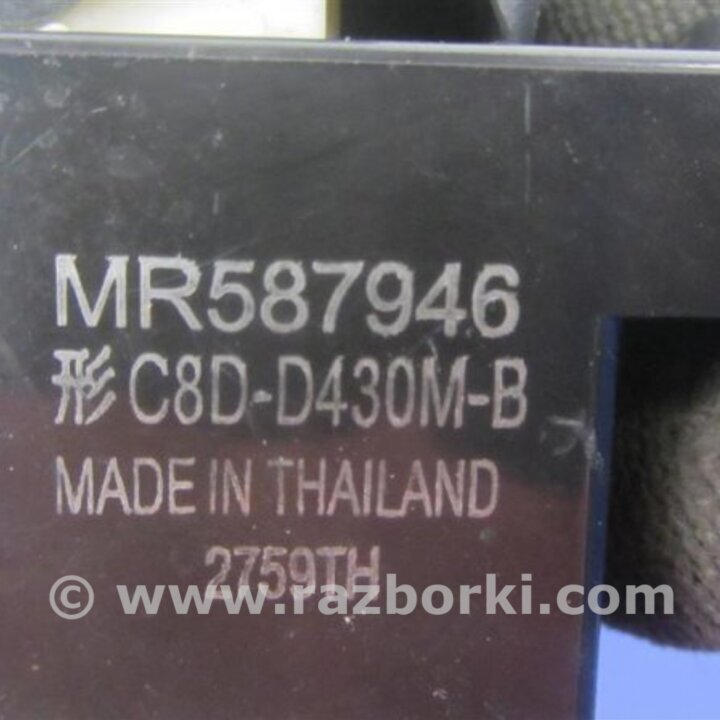 MR587946
形 C8D-D430M-B
MADE IN THAILAND
2759TH
© www.razborki.com